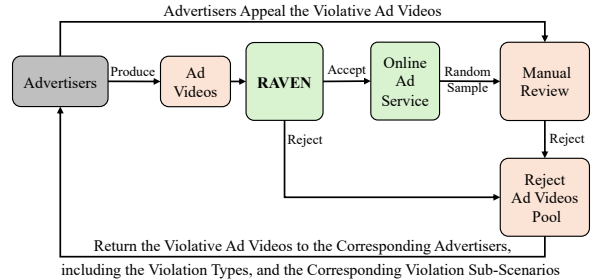 Advertisers Appeal the Violative Ad Videos
Advertisers
Produce
Ad
Videos
RAVEN
Accept
Online
Ad
Service
Random
Sample
Manual
Review
Reject
Reject
Reject
Ad Videos
Pool
Return the Violative Ad Videos to the Corresponding Advertisers,
including the Violation Types, and the Corresponding Violation Sub-Scenarios